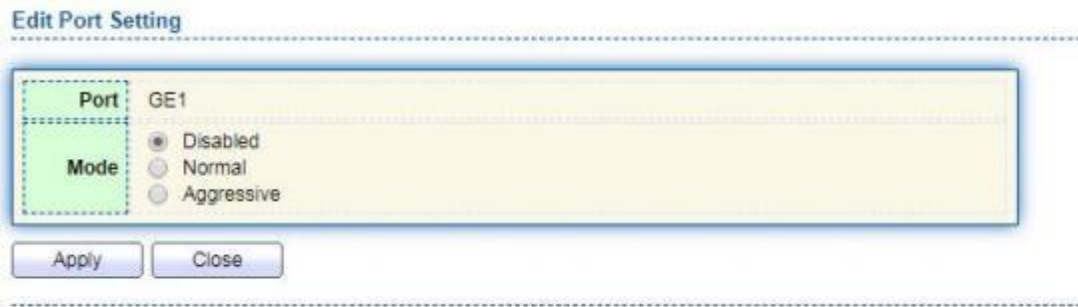 Edit Port Setting
Port GE1
Mode
Disabled
Normal
Aggressive
Apply Close